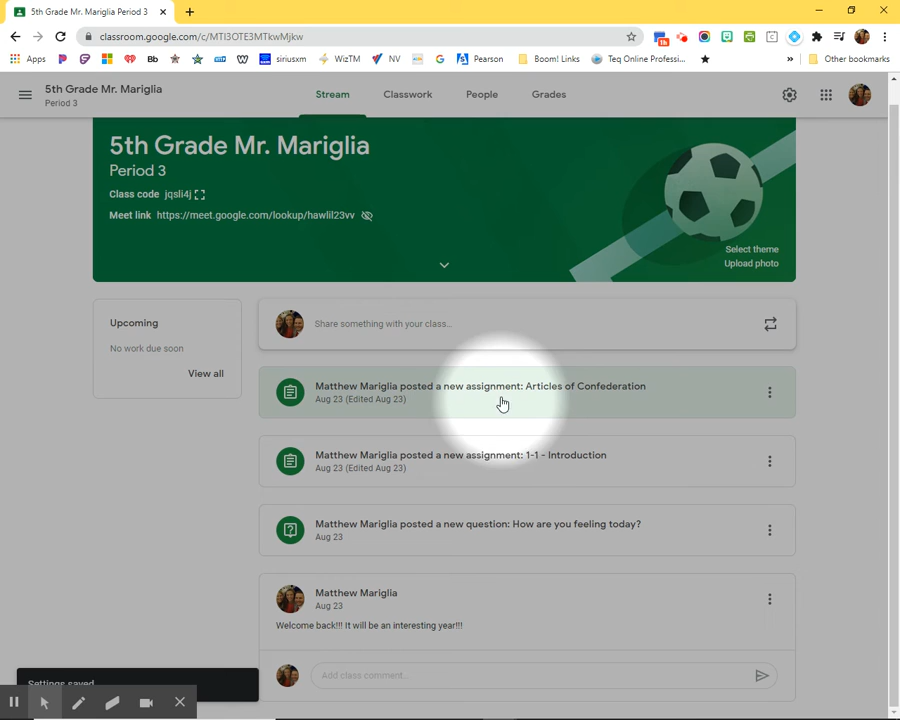 5th Grade Mr. Mariglia Period 3
classroom.google.com/c/MTI3OTE3MTkwMjkw
1h
Apps
Bb
W
siriusxm
WizTM
NV
G
Pearson
Boom! Links
Teq Online Professi...
»
Other bookmarks
5th Grade Mr. Mariglia
Period 3
Stream
Classwork
People
Grades
5th Grade Mr. Mariglia
Period 3
Class code jqsli4j
Meet link https://meet.google.com/lookup/hawlil23vv
Select theme
Upload photo
Upcoming
No work due soon
View all
Share something with your class...
Matthew Mariglia posted a new assignment: Articles of Confederation
Aug 23 (Edited Aug 23)
Matthew Mariglia posted a new assignment: 1-1 - Introduction
Aug 23 (Edited Aug 23)
Matthew Mariglia posted a new question: How are you feeling today?
Aug 23
Matthew Mariglia
Aug 23
Welcome back!!! It will be an interesting year!!!
Add class comment...
Settings saved